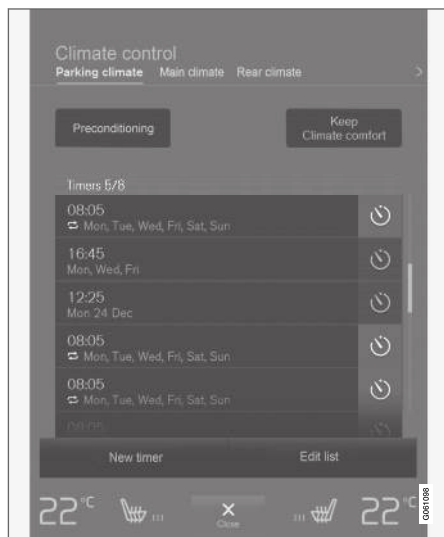 Climate control
Parking climate Main climate Rear climate
Preconditioning
Keep
Climate comfort
Timers 5/8
08:05
Mon, Tue, Wed, Fri, Sat, Sun
16:45
Mon, Wed, Fri
12:25
Mon 24 Dec
08:05
Mon, Tue, Wed, Fri, Sat, Sun
08:05
Mon, Tue, Wed, Fri, Sat, Sun
08:05
New timer Edit list
22°C 22°C
Close
G061098